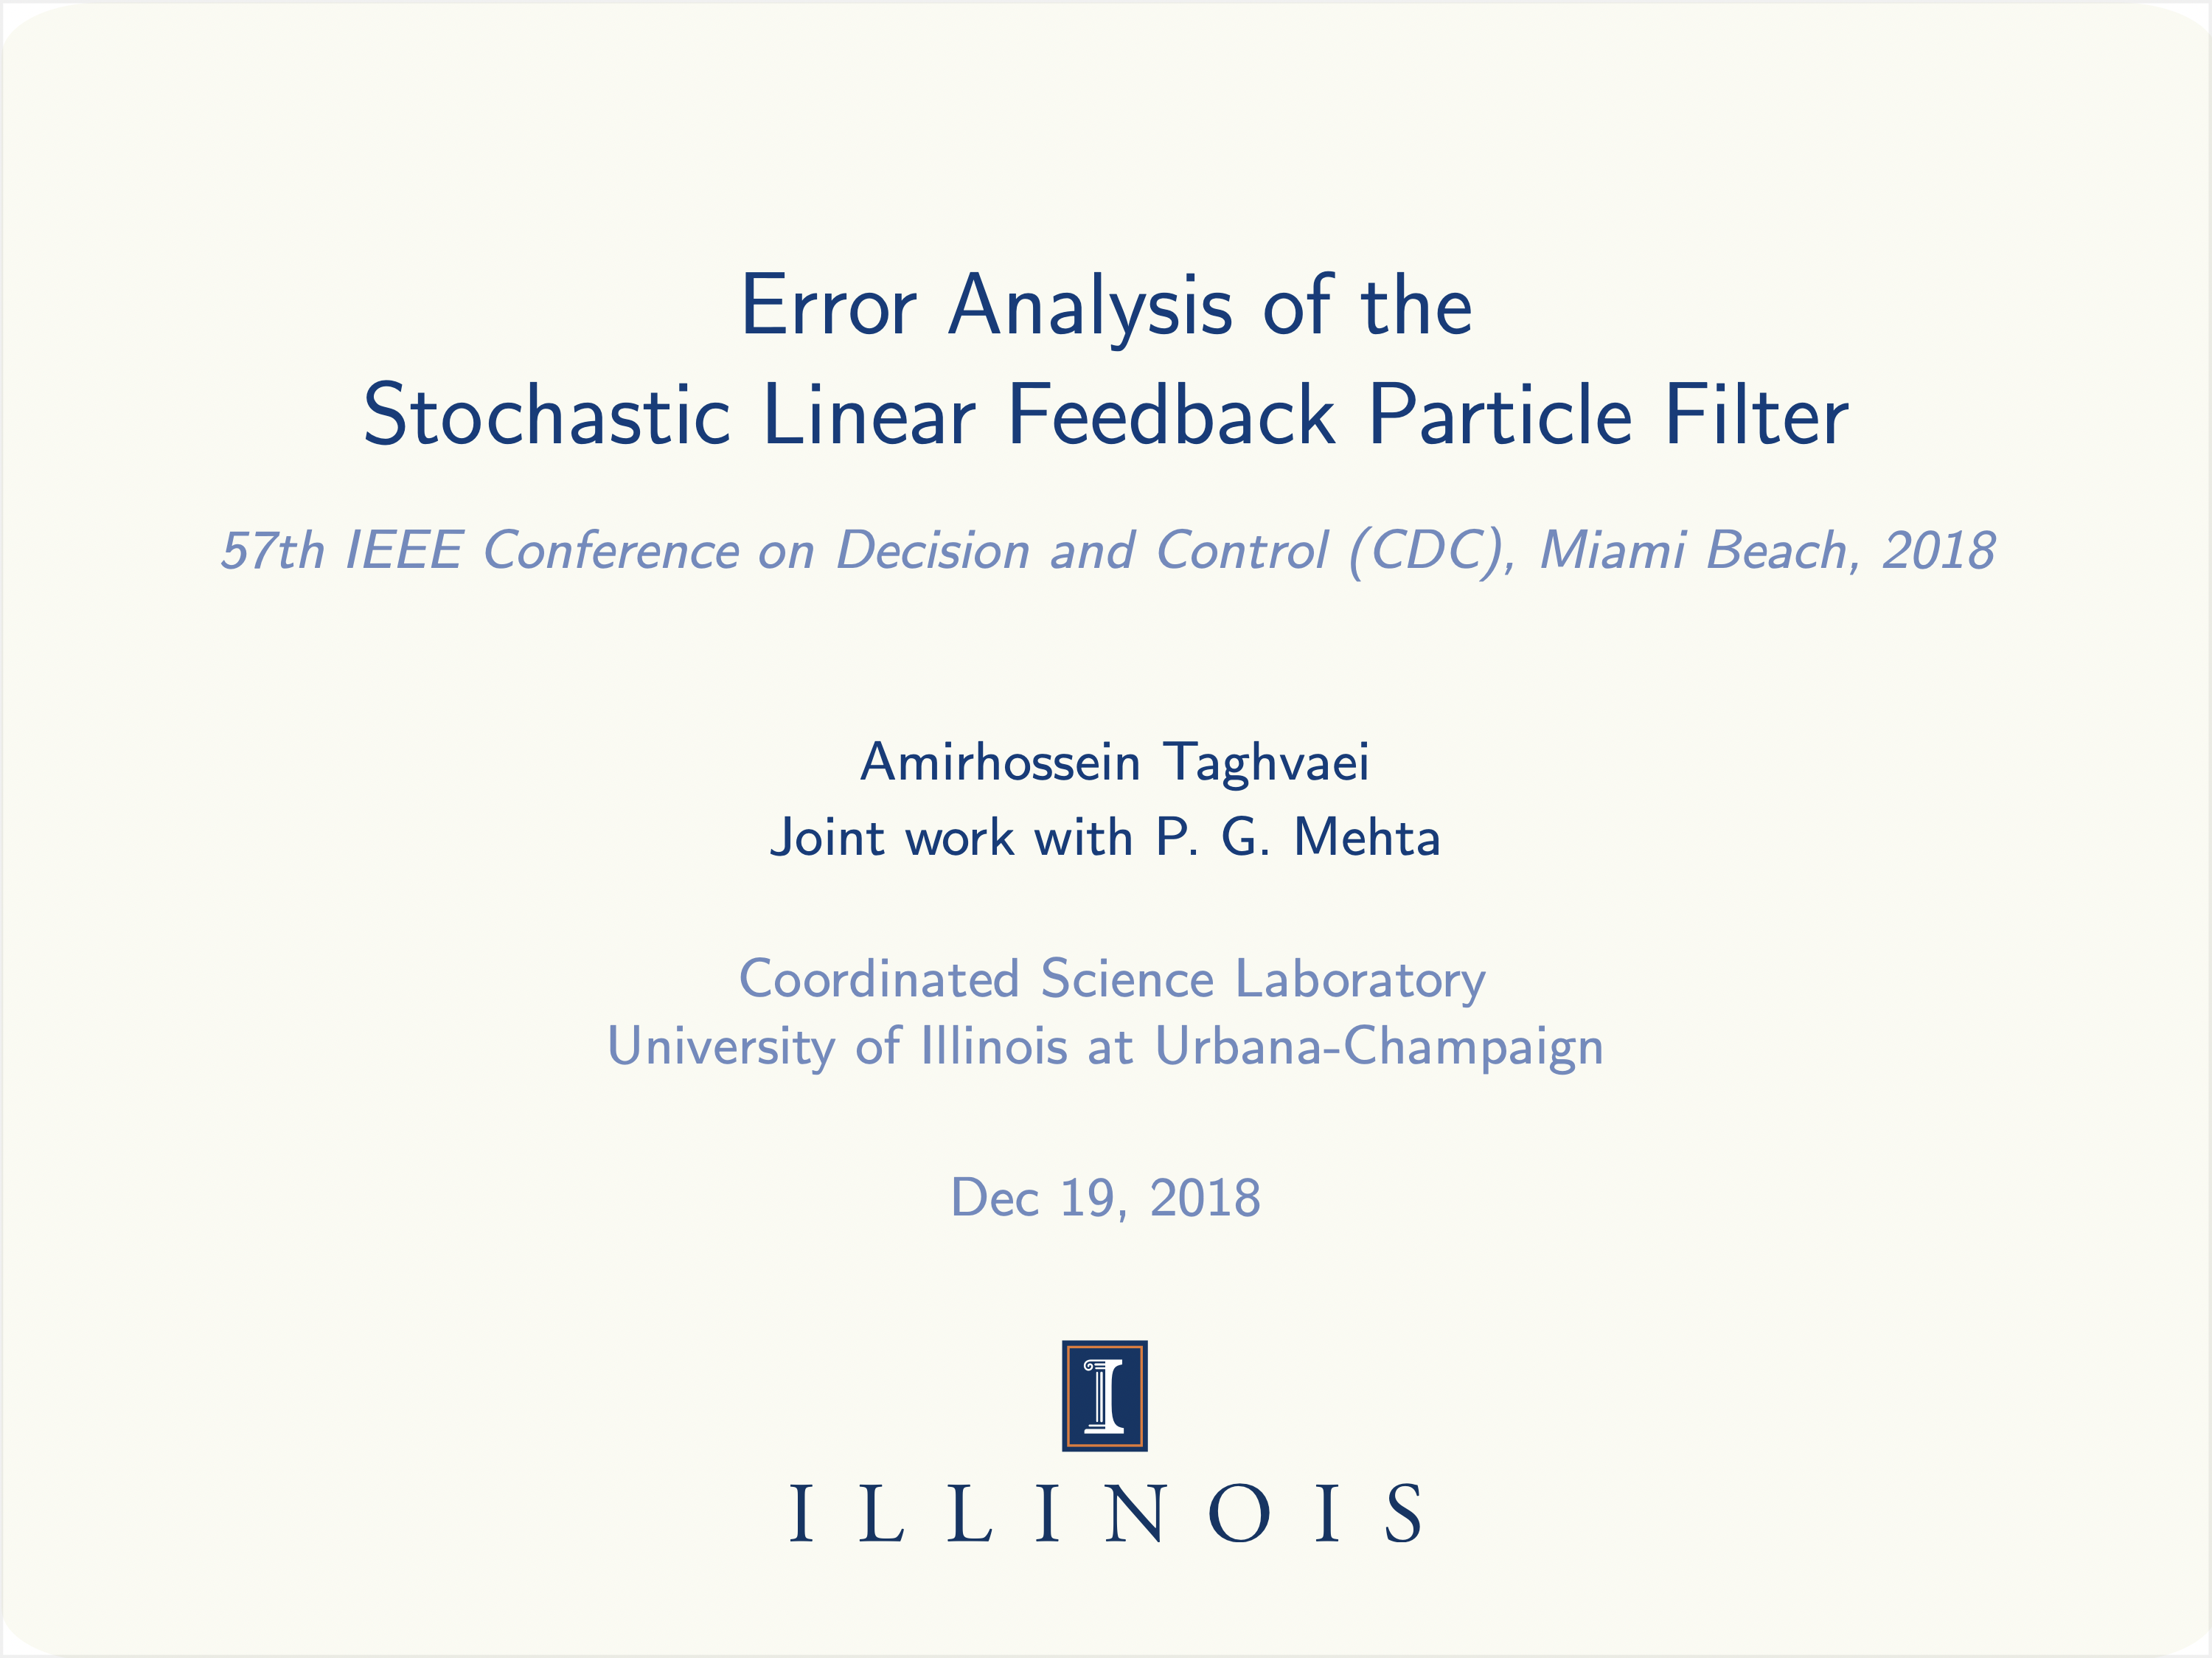 Error Analysis of the
Stochastic Linear Feedback Particle Filter
57th IEEE Conference on Decision and Control (CDC), Miami Beach, 2018
Amirhossein Taghvaei
Joint work with P. G. Mehta
Coordinated Science Laboratory
University of Illinois at Urbana-Champaign
Dec 19, 2018
I
ILLINOIS